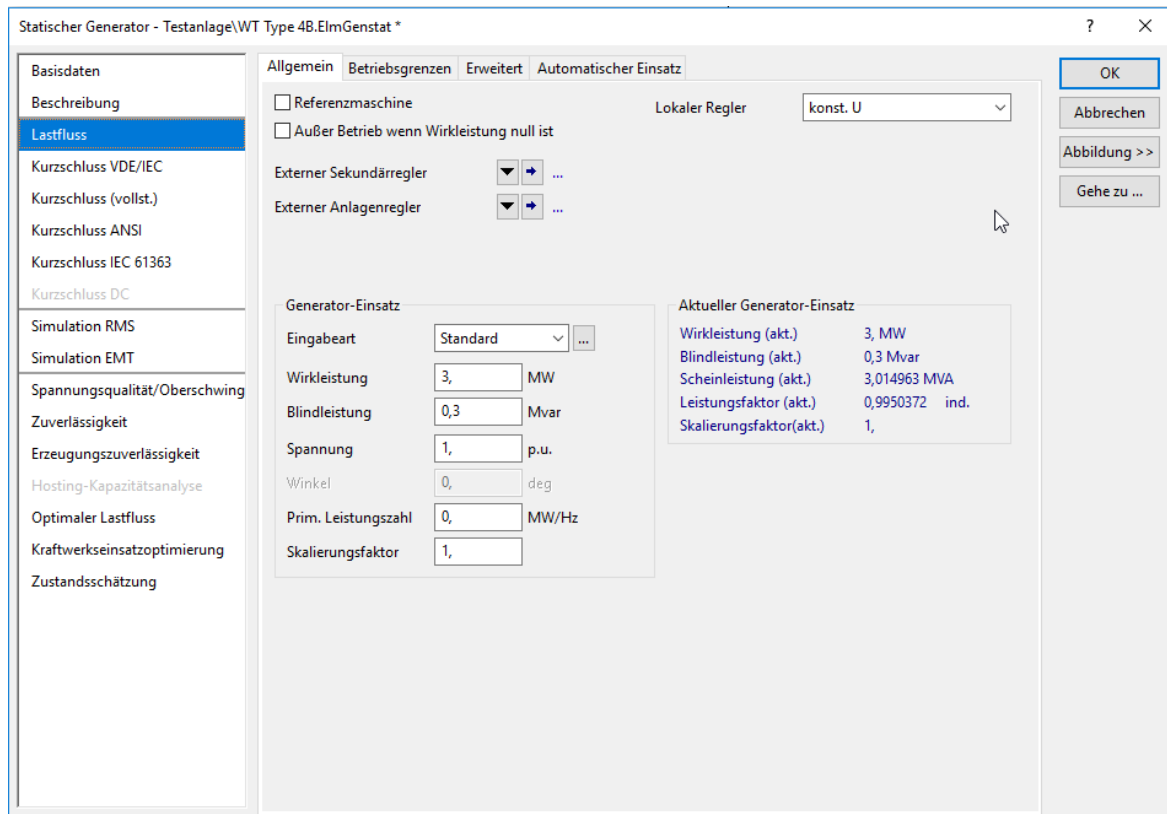 Statischer Generator - Testanlage\WT Type 4B.ElmGenstat *
?
Basisdaten
Beschreibung
Lastfluss
Kurzschluss VDE/IEC
Kurzschluss (vollst.)
Kurzschluss ANSI
Kurzschluss IEC 61363
Kurzschluss DC
Simulation RMS
Simulation EMT
Spannungsqualität/Oberschwing
Zuverlässigkeit
Erzeugungszuverlässigkeit
Hosting-Kapazitätsanalyse
Optimaler Lastfluss
Kraftwerkseinsatzoptimierung
Zustandsschätzung
Allgemein Betriebsgrenzen Erweitert Automatischer Einsatz
Referenzmaschine
Außer Betrieb wenn Wirkleistung null ist
Lokaler Regler konst. U
Externer Sekundärregler ...
Externer Anlagenregler ...
Generator-Einsatz
Eingabeart Standard ...
Wirkleistung 3, MW
Blindleistung 0,3 Mvar
Spannung 1, p.u.
Winkel 0, deg
Prim. Leistungszahl 0, MW/Hz
Skalierungsfaktor 1,
Aktueller Generator-Einsatz
Wirkleistung (akt.) 3, MW
Blindleistung (akt.) 0,3 Mvar
Scheinleistung (akt.) 3,014963 MVA
Leistungsfaktor (akt.) 0,9950372 ind.
Skalierungsfaktor(akt.) 1,
OK
Abbrechen
Abbildung >>
Gehe zu ...